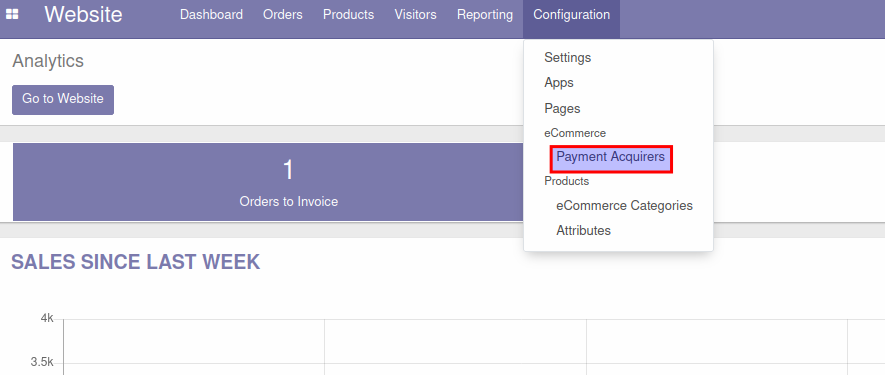 Website Dashboard Orders Products Visitors Reporting Configuration
Analytics
Go to Website
Settings
Apps
Pages
eCommerce
Payment Acquirers
Products
eCommerce Categories
Attributes
1
Orders to Invoice
SALES SINCE LAST WEEK
4k
3.5k